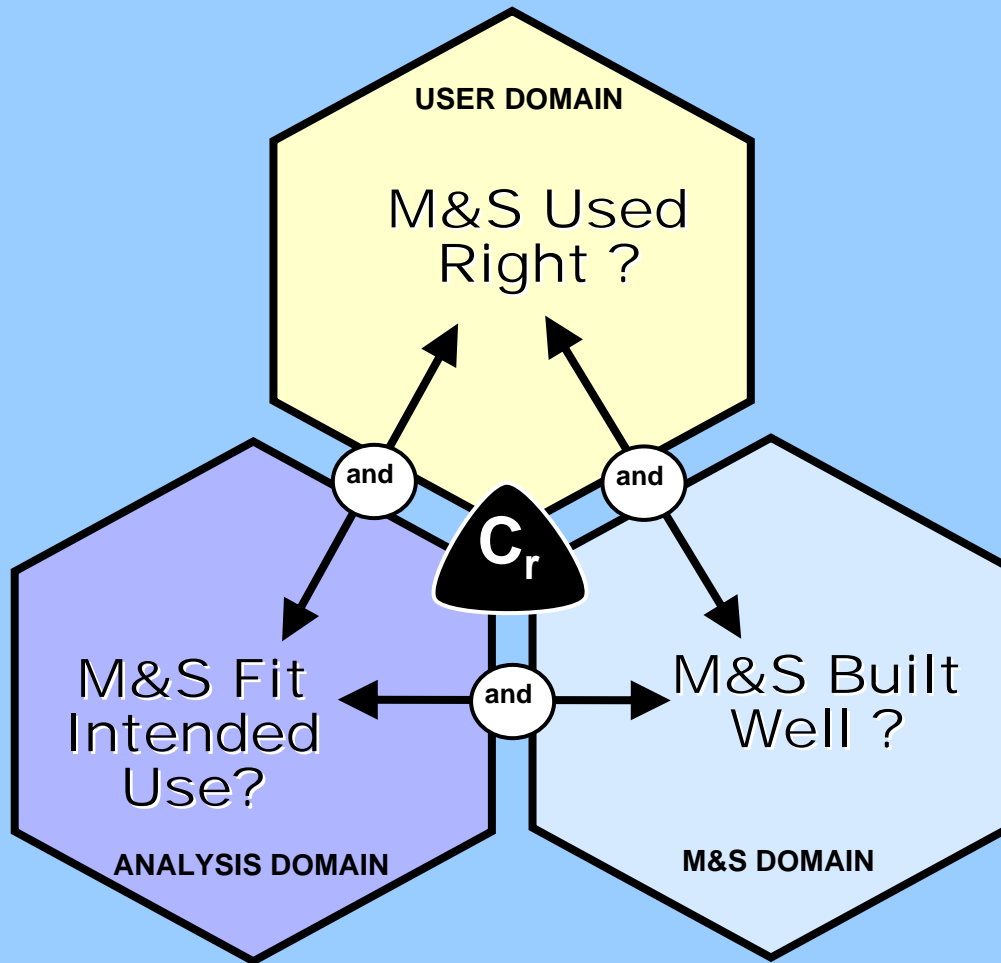 USER DOMAIN
M&S Used
Right ?
and
and
Cr
M&S Fit
Intended
Use?
and
M&S Built
Well ?
ANALYSIS DOMAIN
M&S DOMAIN